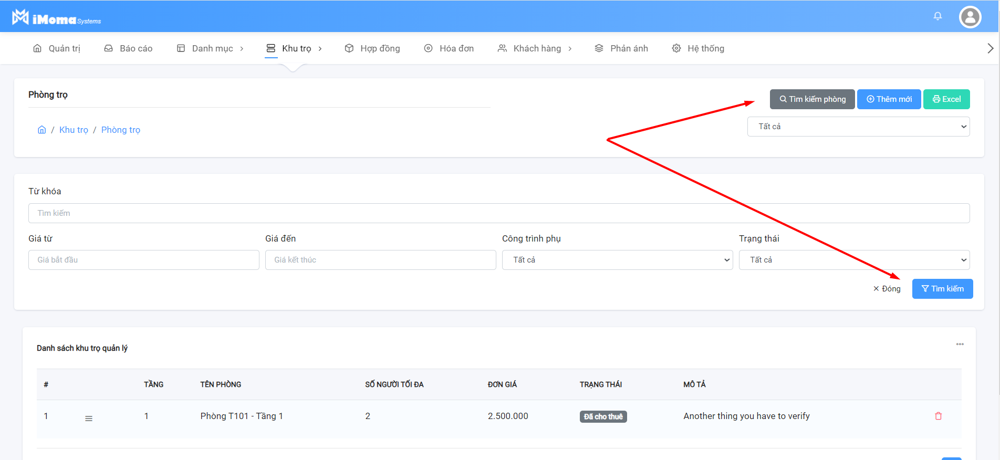 iMoma Systems
Quản trị
Báo cáo
Danh mục
Khu trọ
Hợp đồng
Hóa đơn
Khách hàng
Phản ánh
Hệ thống
Phòng trọ
Tìm kiếm phòng
Thêm mới
Excel
/ Khu trọ / Phòng trọ
Tất cả
Từ khóa
Tìm kiếm
Giá từ
Giá đến
Công trình phụ
Trạng thái
Giá bắt đầu
Giá kết thúc
Tất cả
Tất cả
× Đóng
Tìm kiếm
Danh sách khu trọ quản lý
# TẦNG TÊN PHÒNG SỐ NGƯỜI TỐI ĐA ĐƠN GIÁ TRẠNG THÁI MÔ TẢ
1 1 Phòng T101 - Tầng 1 2 2.500.000 Đã cho thuê Another thing you have to verify